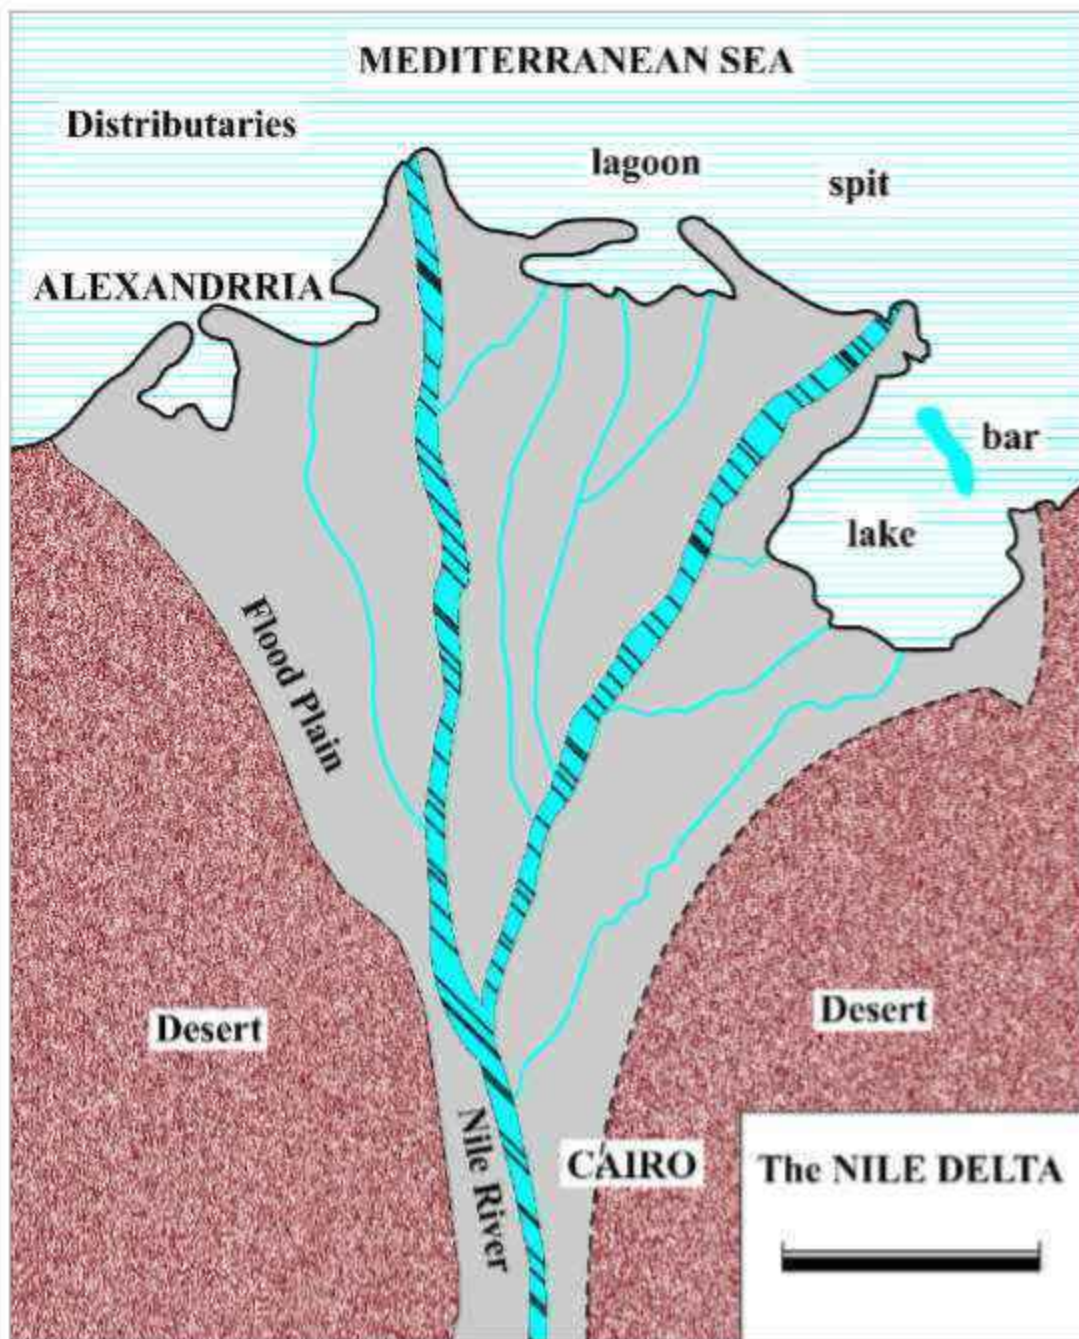 MEDITERRANEAN SEA
Distributaries
lagoon
spit
ALEXANDRRIA
bar
lake
Flood Plain
Desert
Desert
Nile River
CAIRO
The NILE DELTA